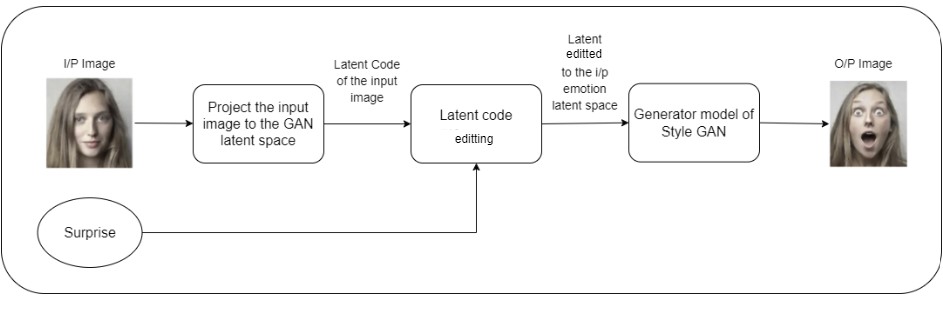 I/P Image
Project the input
image to the GAN
latent space
Latent Code
of the input
image
Latent code
editting
Latent
editted
to the i/p
emotion
latent space
Generator model of
Style GAN
O/P Image
Surprise